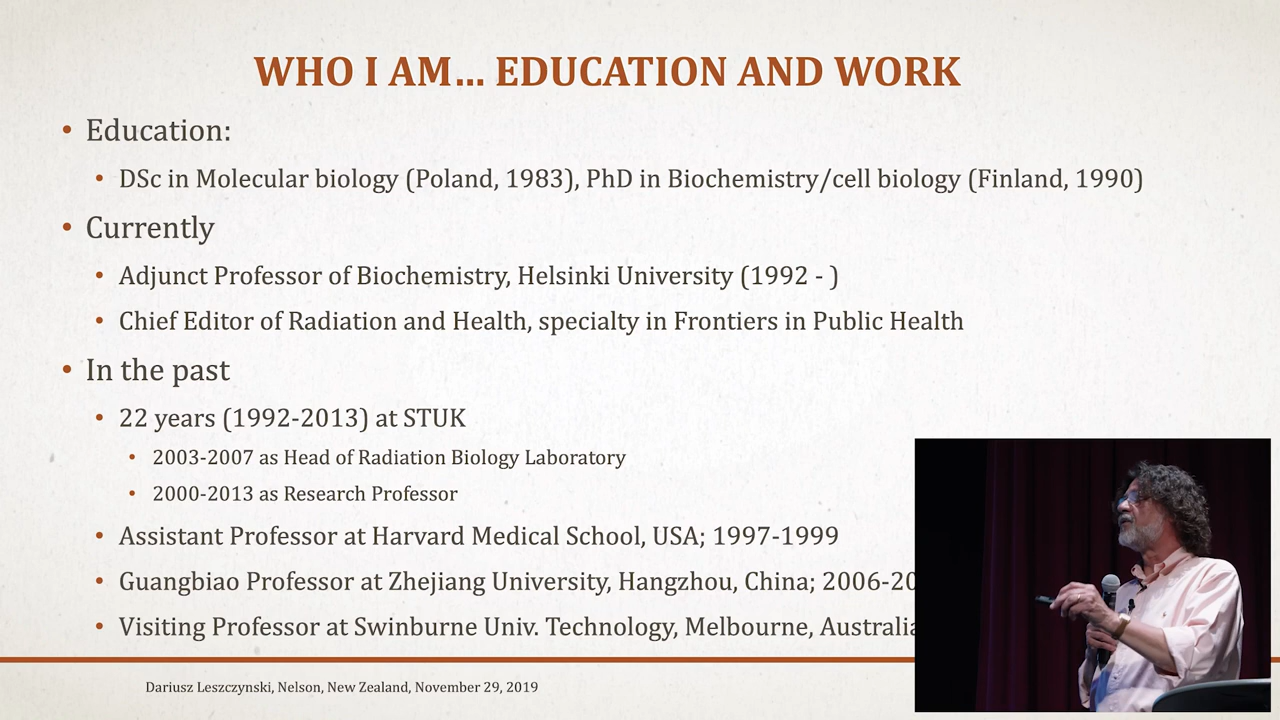 WHO I AM... EDUCATION AND WORK
• Education:
• DSc in Molecular biology (Poland, 1983), PhD in Biochemistry/cell biology (Finland, 1990)
• Currently
• Adjunct Professor of Biochemistry, Helsinki University (1992 - )
• Chief Editor of Radiation and Health, specialty in Frontiers in Public Health
• In the past
• 22 years (1992-2013) at STUK
• 2003-2007 as Head of Radiation Biology Laboratory
• 2000-2013 as Research Professor
• Assistant Professor at Harvard Medical School, USA; 1997-1999
• Guangbiao Professor at Zhejiang University, Hangzhou, China; 2006-20
• Visiting Professor at Swinburne Univ. Technology, Melbourne, Australia
Dariusz Leszczynski, Nelson, New Zealand, November 29, 2019